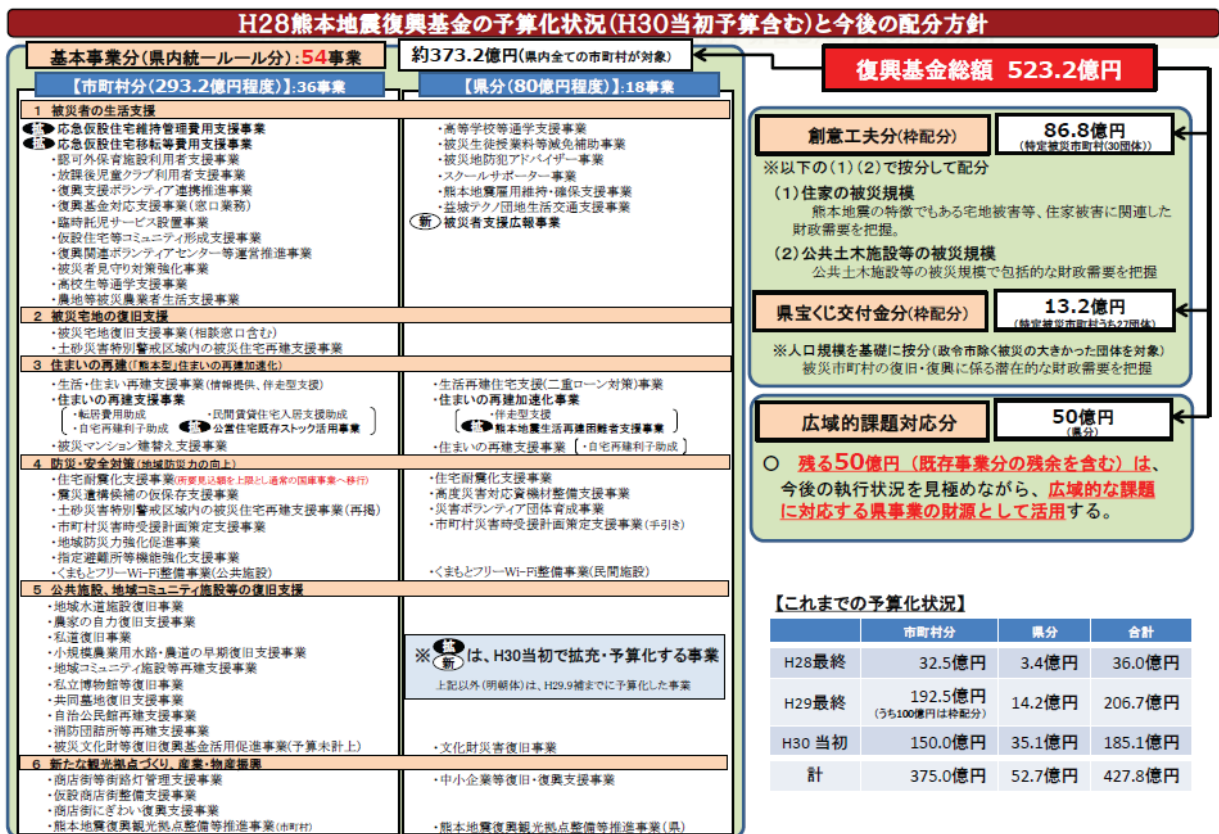 H28熊本地震復興基金の予算化状況(H30当初予算含む)と今後の配分方針
基本事業分(県内統一ルール分):54事業
約373.2億円(県内全ての市町村が対象)
【市町村分(293.2億円程度)】:36事業
【県分(80億円程度)】:18事業
1 被災者の生活支援
拡 応急仮設住宅維持管理費用支援事業
拡 応急仮設住宅移転等費用支援事業
・認可外保育施設利用者支援事業
・放課後児童クラブ利用者支援事業
・復興支援ボランティア連携推進事業
・復興基金対応支援事業(窓口業務)
・臨時託児サービス設置事業
・仮設住宅等コミュニティ形成支援事業
・復興関連ボランティアセンター等運営推進事業
・被災者見守り対策強化事業
・高校生等通学支援事業
・農地等被災農業者生活支援事業
・高等学校等通学支援事業
・被災生徒授業料等減免補助事業
・被災地防犯アドバイザー事業
・スクールサポーター事業
・熊本地震雇用維持・確保支援事業
・益城テクノ団地生活交通支援事業
新 被災者支援広報事業
2 被災宅地の復旧支援
・被災宅地復旧支援事業(相談窓口含む)
・土砂災害特別警戒区域内の被災住宅再建支援事業
3 住まいの再建(「熊本型」住まいの再建加速化)
・生活・住まい再建支援事業(情報提供、伴走型支援)
・住まいの再建支援事業
・転居費用助成 ・民間賃貸住宅入居支援助成
・自宅再建利子助成 拡 公営住宅既存ストック活用事業
・被災マンション建替え支援事業
・生活再建住宅支援(二重ローン対策)事業
・住まいの再建加速化事業
・伴走型支援
拡 熊本地震生活再建困難者支援事業
・住まいの再建支援事業 [・自宅再建利子助成]
4 防災・安全対策(地域防災力の向上)
・住宅耐震化支援事業(所要見込額を上限とし通常の国庫事業へ移行)
・震災遺構候補の仮保存支援事業
・土砂災害特別警戒区域内の被災住宅再建支援事業(再掲)
・市町村災害時受援計画策定支援事業
・地域防災力強化促進事業
・指定避難所等機能強化支援事業
・くまもとフリーWi-Fi整備事業(公共施設)
・住宅耐震化支援事業
・高度災害対応資機材整備支援事業
・災害ボランティア団体育成事業
・市町村災害時受援計画策定支援事業(手引き)
・くまもとフリーWi-Fi整備事業(民間施設)
5 公共施設、地域コミュニティ施設等の復旧支援
・地域水道施設復旧事業
・農家の自力復旧支援事業
・私道復旧事業
・小規模農業用水路・農道の早期復旧支援事業
・地域コミュニティ施設等再建支援事業
・私立博物館等復旧事業
・共同墓地復旧支援事業
・自治公民館再建支援事業
・消防団詰所等再建支援事業
・被災文化財等復旧復興基金活用促進事業(予算未計上)
※拡新は、H30当初で拡充・予算化する事業
上記以外(明朝体)は、H29.9補までに予算化した事業
・文化財災害復旧事業
6 新たな観光拠点づくり、産業・物産振興
・商店街等街路灯管理支援事業
・仮設商店街整備支援事業
・商店街にぎわい復興支援事業
・熊本地震復興観光拠点整備等推進事業(市町村)
・中小企業等復旧・復興支援事業
・熊本地震復興観光拠点整備等推進事業(県)
復興基金総額 523.2億円
創意工夫分(枠配分)
86.8億円
(特定被災市町村(30団体))
※以下の(1)(2)で按分して配分
(1)住家の被災規模
熊本地震の特徴でもある宅地被害等、住家被害に関連した
財政需要を把握。
(2)公共土木施設等の被災規模
公共土木施設等の被災規模で包括的な財政需要を把握
県宝くじ交付金分(枠配分)
13.2億円
(特定被災市町村うち27団体)
※人口規模を基礎に按分(政令市除く被災の大きかった団体を対象)
被災市町村の復旧・復興に係る潜在的な財政需要を把握
広域的課題対応分
50億円
(県分)
○ 残る50億円(既存事業分の残余を含む)は、
今後の執行状況を見極めながら、広域的な課題
に対応する県事業の財源として活用する。
【これまでの予算化状況】
市町村分 県分 合計
H28最終 32.5億円 3.4億円 36.0億円
H29最終 192.5億円 14.2億円 206.7億円
(うち100億円は枠配分)
H30 当初 150.0億円 35.1億円 185.1億円
計 375.0億円 52.7億円 427.8億円